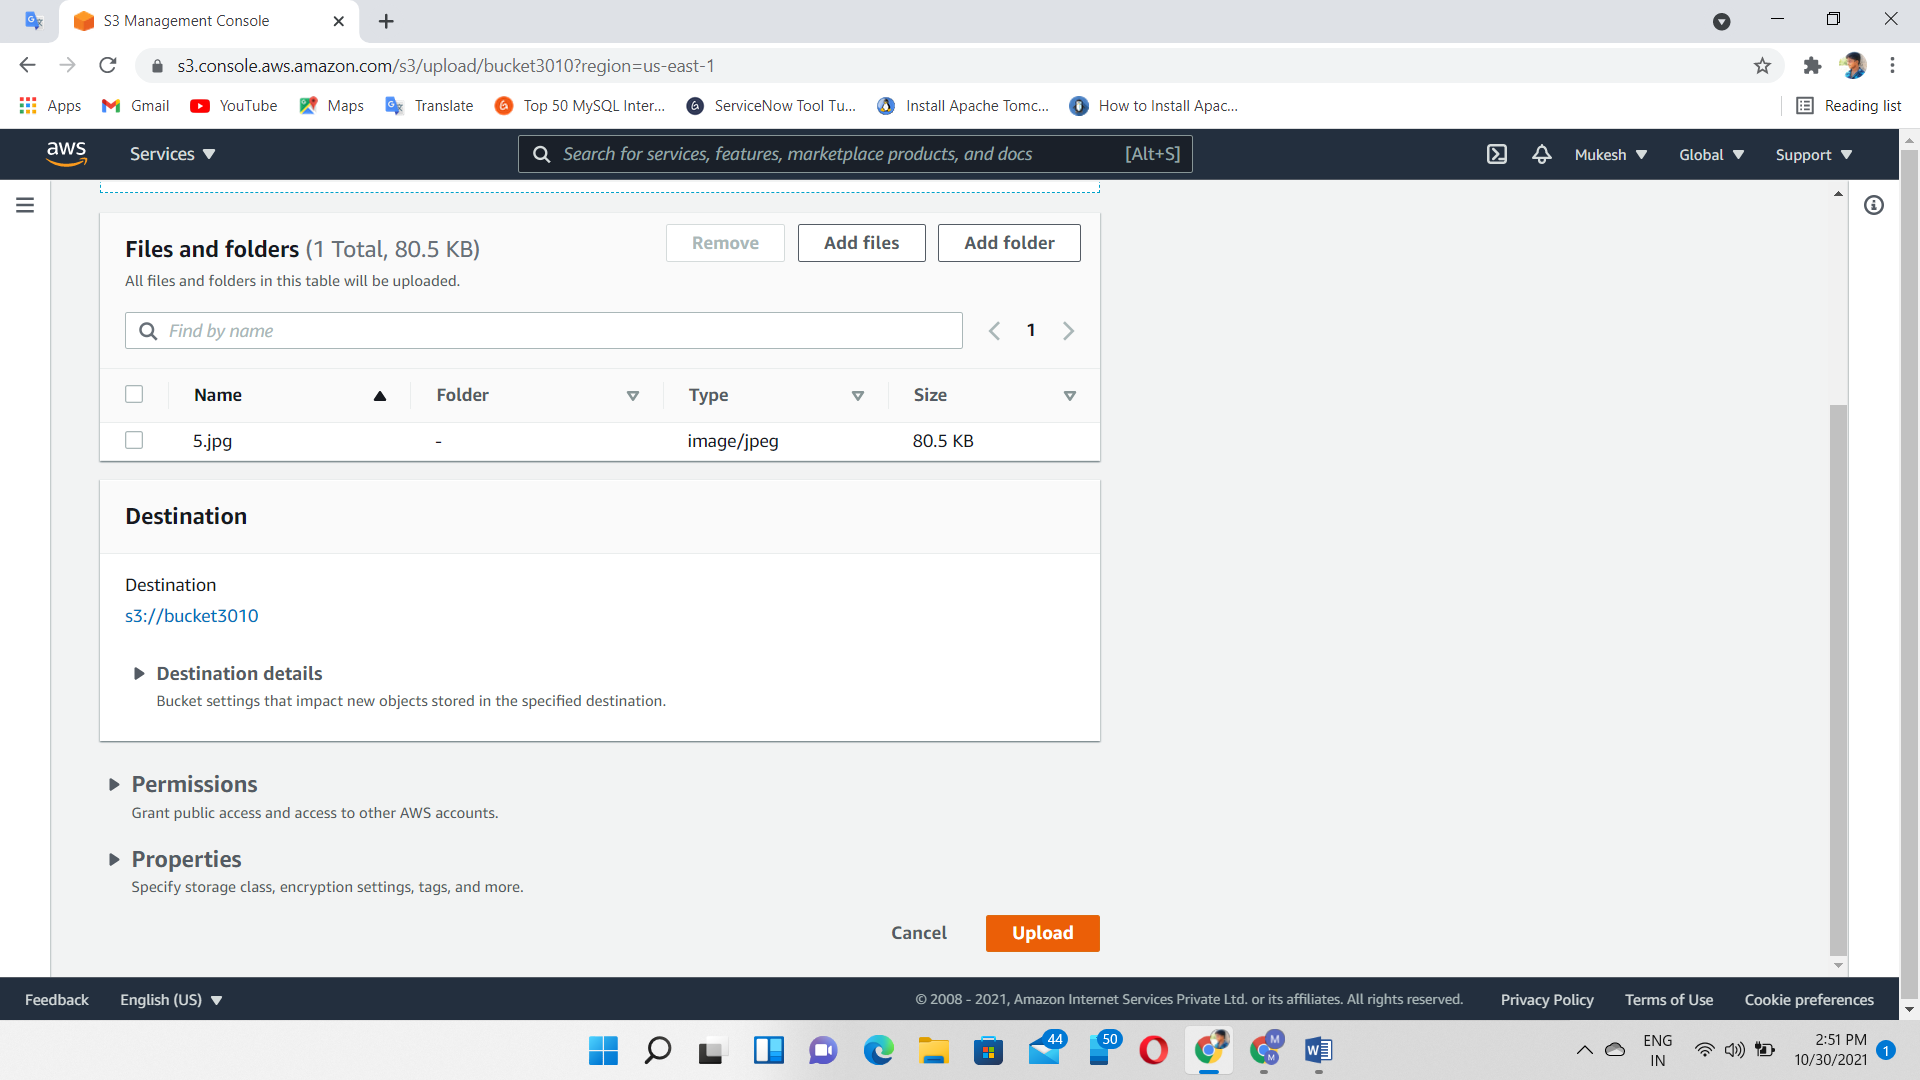 S3 Management Console
s3.console.aws.amazon.com/s3/upload/bucket3010?region=us-east-1
Apps Gmail YouTube Maps Translate Top 50 MySQL Inter... ServiceNow Tool Tu... Install Apache Tomc... How to Install Apac... Reading list
aws Services Search for services, features, marketplace products, and docs [Alt+S] Mukesh Global Support
Files and folders (1 Total, 80.5 KB) Remove Add files Add folder
All files and folders in this table will be uploaded.
Find by name 1
Name Folder Type Size
5.jpg - image/jpeg 80.5 KB
Destination
Destination
s3://bucket3010
Destination details
Bucket settings that impact new objects stored in the specified destination.
Permissions
Grant public access and access to other AWS accounts.
Properties
Specify storage class, encryption settings, tags, and more.
Cancel Upload
Feedback English (US) © 2008 - 2021, Amazon Internet Services Private Ltd. or its affiliates. All rights reserved. Privacy Policy Terms of Use Cookie preferences
44 50 M M
ENG 2:51 PM
IN 10/30/2021 1